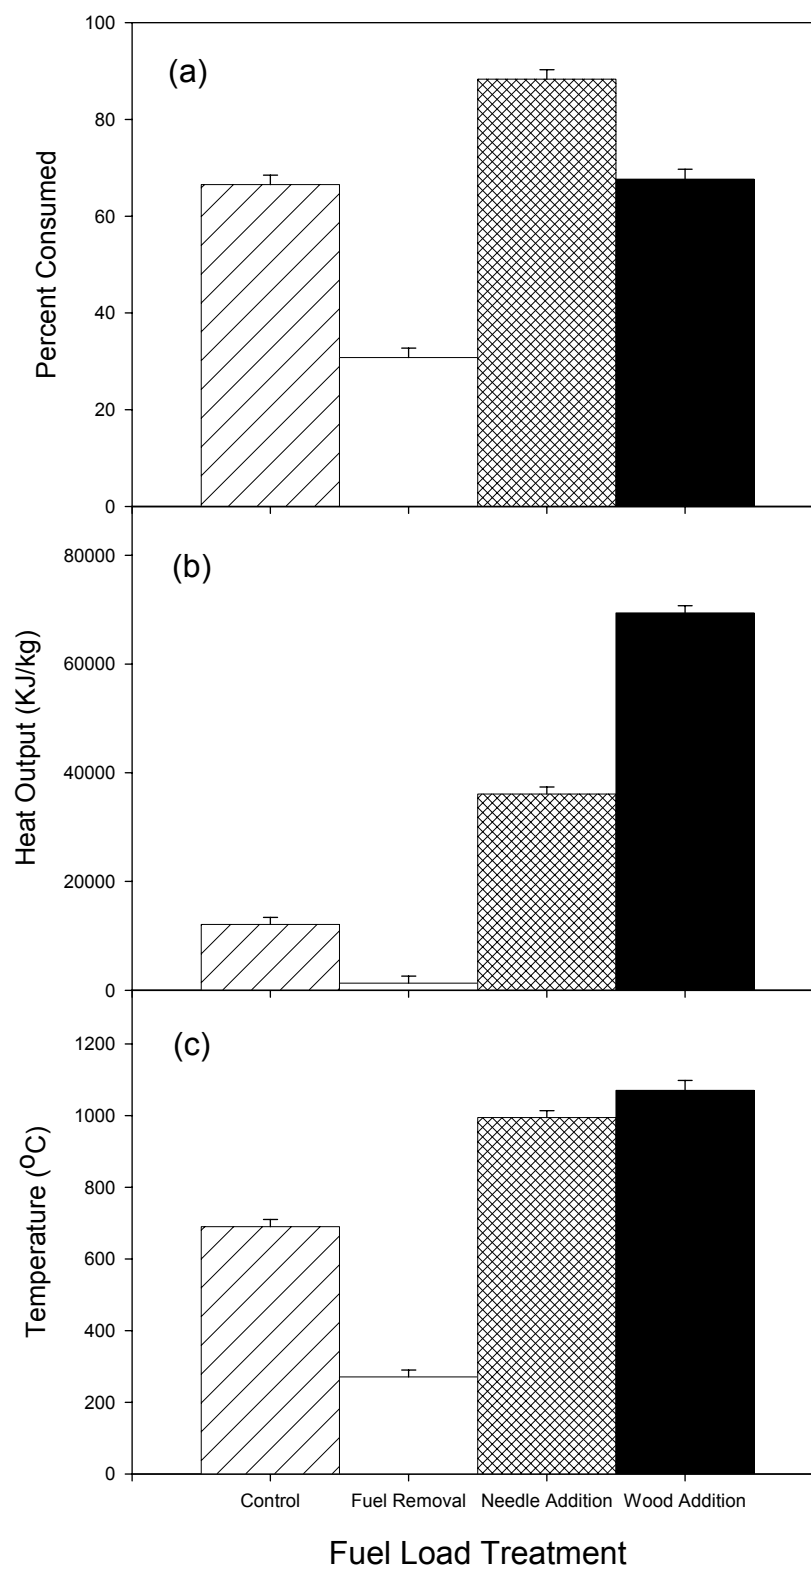 100
(a)
80
60
40
20
0
Percent Consumed
80000
(b)
60000
40000
20000
0
Heat Output (KJ/kg)
1200
(c)
1000
800
600
400
200
0
Temperature (ºC)
Control Fuel Removal Needle Addition Wood Addition
Fuel Load Treatment